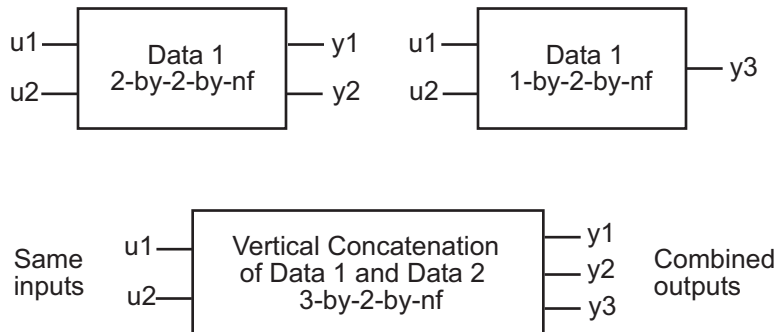 u1
u2
Data 1
2-by-2-by-nf
y1
y2
u1
u2
Data 1
1-by-2-by-nf
y3
Same
inputs
u1
u2
Vertical Concatenation
of Data 1 and Data 2
3-by-2-by-nf
y1
y2
y3
Combined
outputs